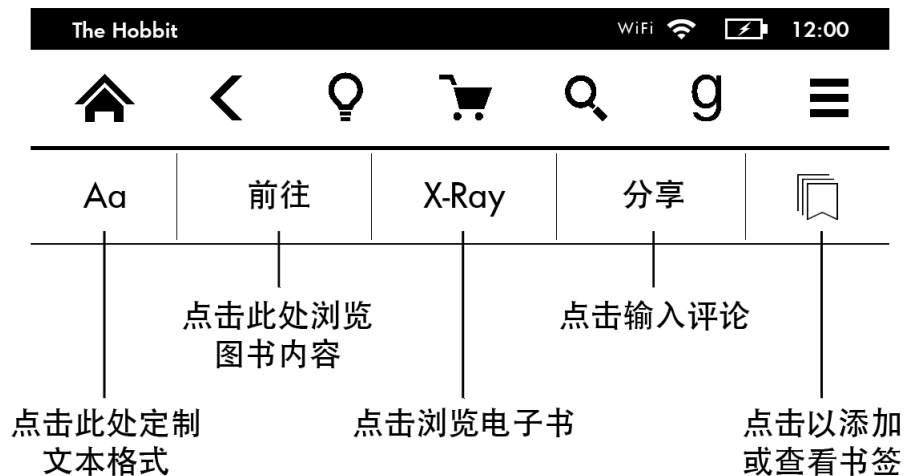 The Hobbit WiFi 12:00
g
Aa 前往 X-Ray 分享
点击此处浏览
图书内容
点击输入评论
点击此处定制
文本格式
点击浏览电子书
点击以添加
或查看书签